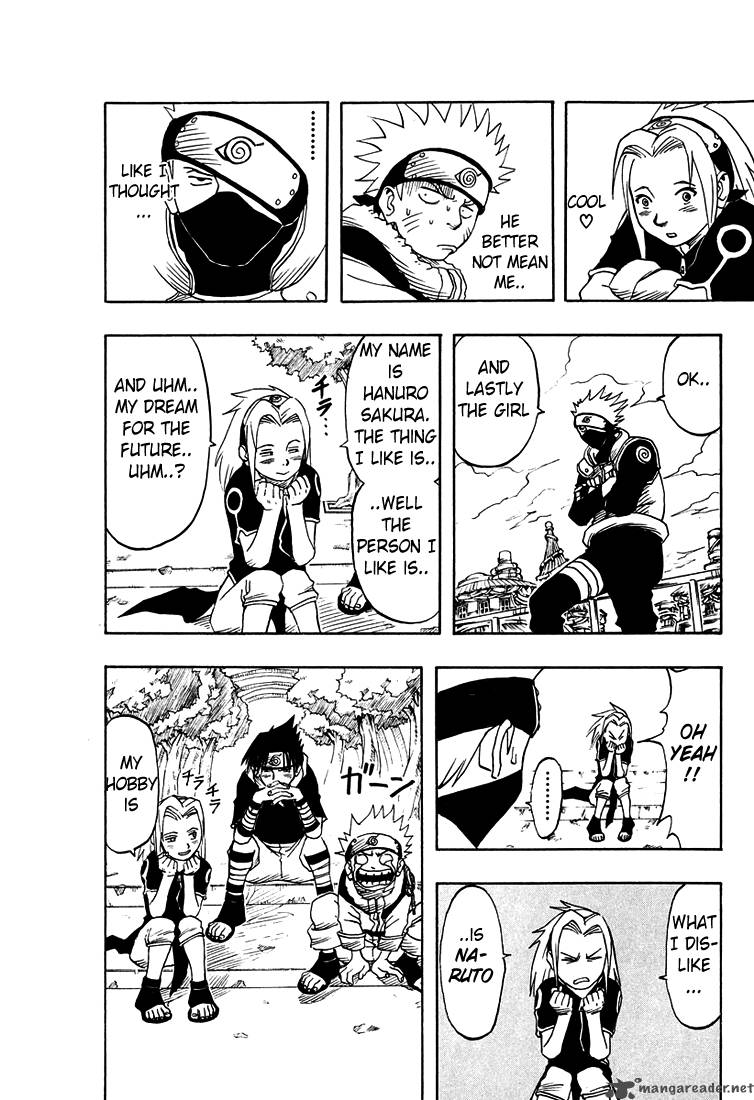 COOL
♡
HE
BETTER
NOT MEAN
ME..
.........
LIKE I
THOUGHT
...
OK..
AND
LASTLY
THE GIRL
MY NAME
IS
HANURO
SAKURA.
THE THING
I LIKE IS..
..WELL
THE
PERSON I
LIKE IS..
チラ…
AND UHM..
MY DREAM
FOR THE
FUTURE..
UHM..?
OH
YEAH
!!
.........
WHAT
I DIS-
LIKE
...
..IS
NA-
RUTO
ガーン
チラチラ
MY
HOBBY
IS
mangareader.net